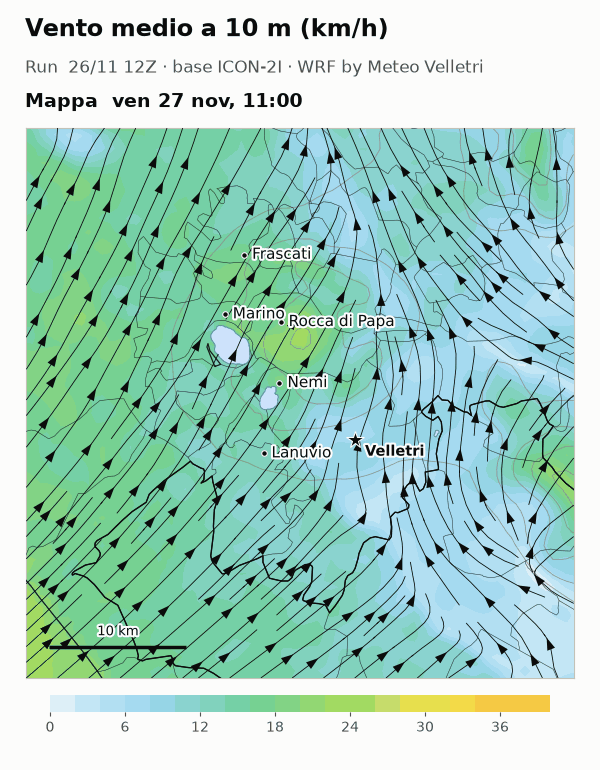 Vento medio a 10 m (km/h)
Run  26/11 12Z · base ICON-2I · WRF by Meteo Velletri
Mappa  ven 27 nov, 11:00
Frascati
Marino
Rocca di Papa
Nemi
Velletri
Lanuvio
10 km
0 6 12 18 24 30 36